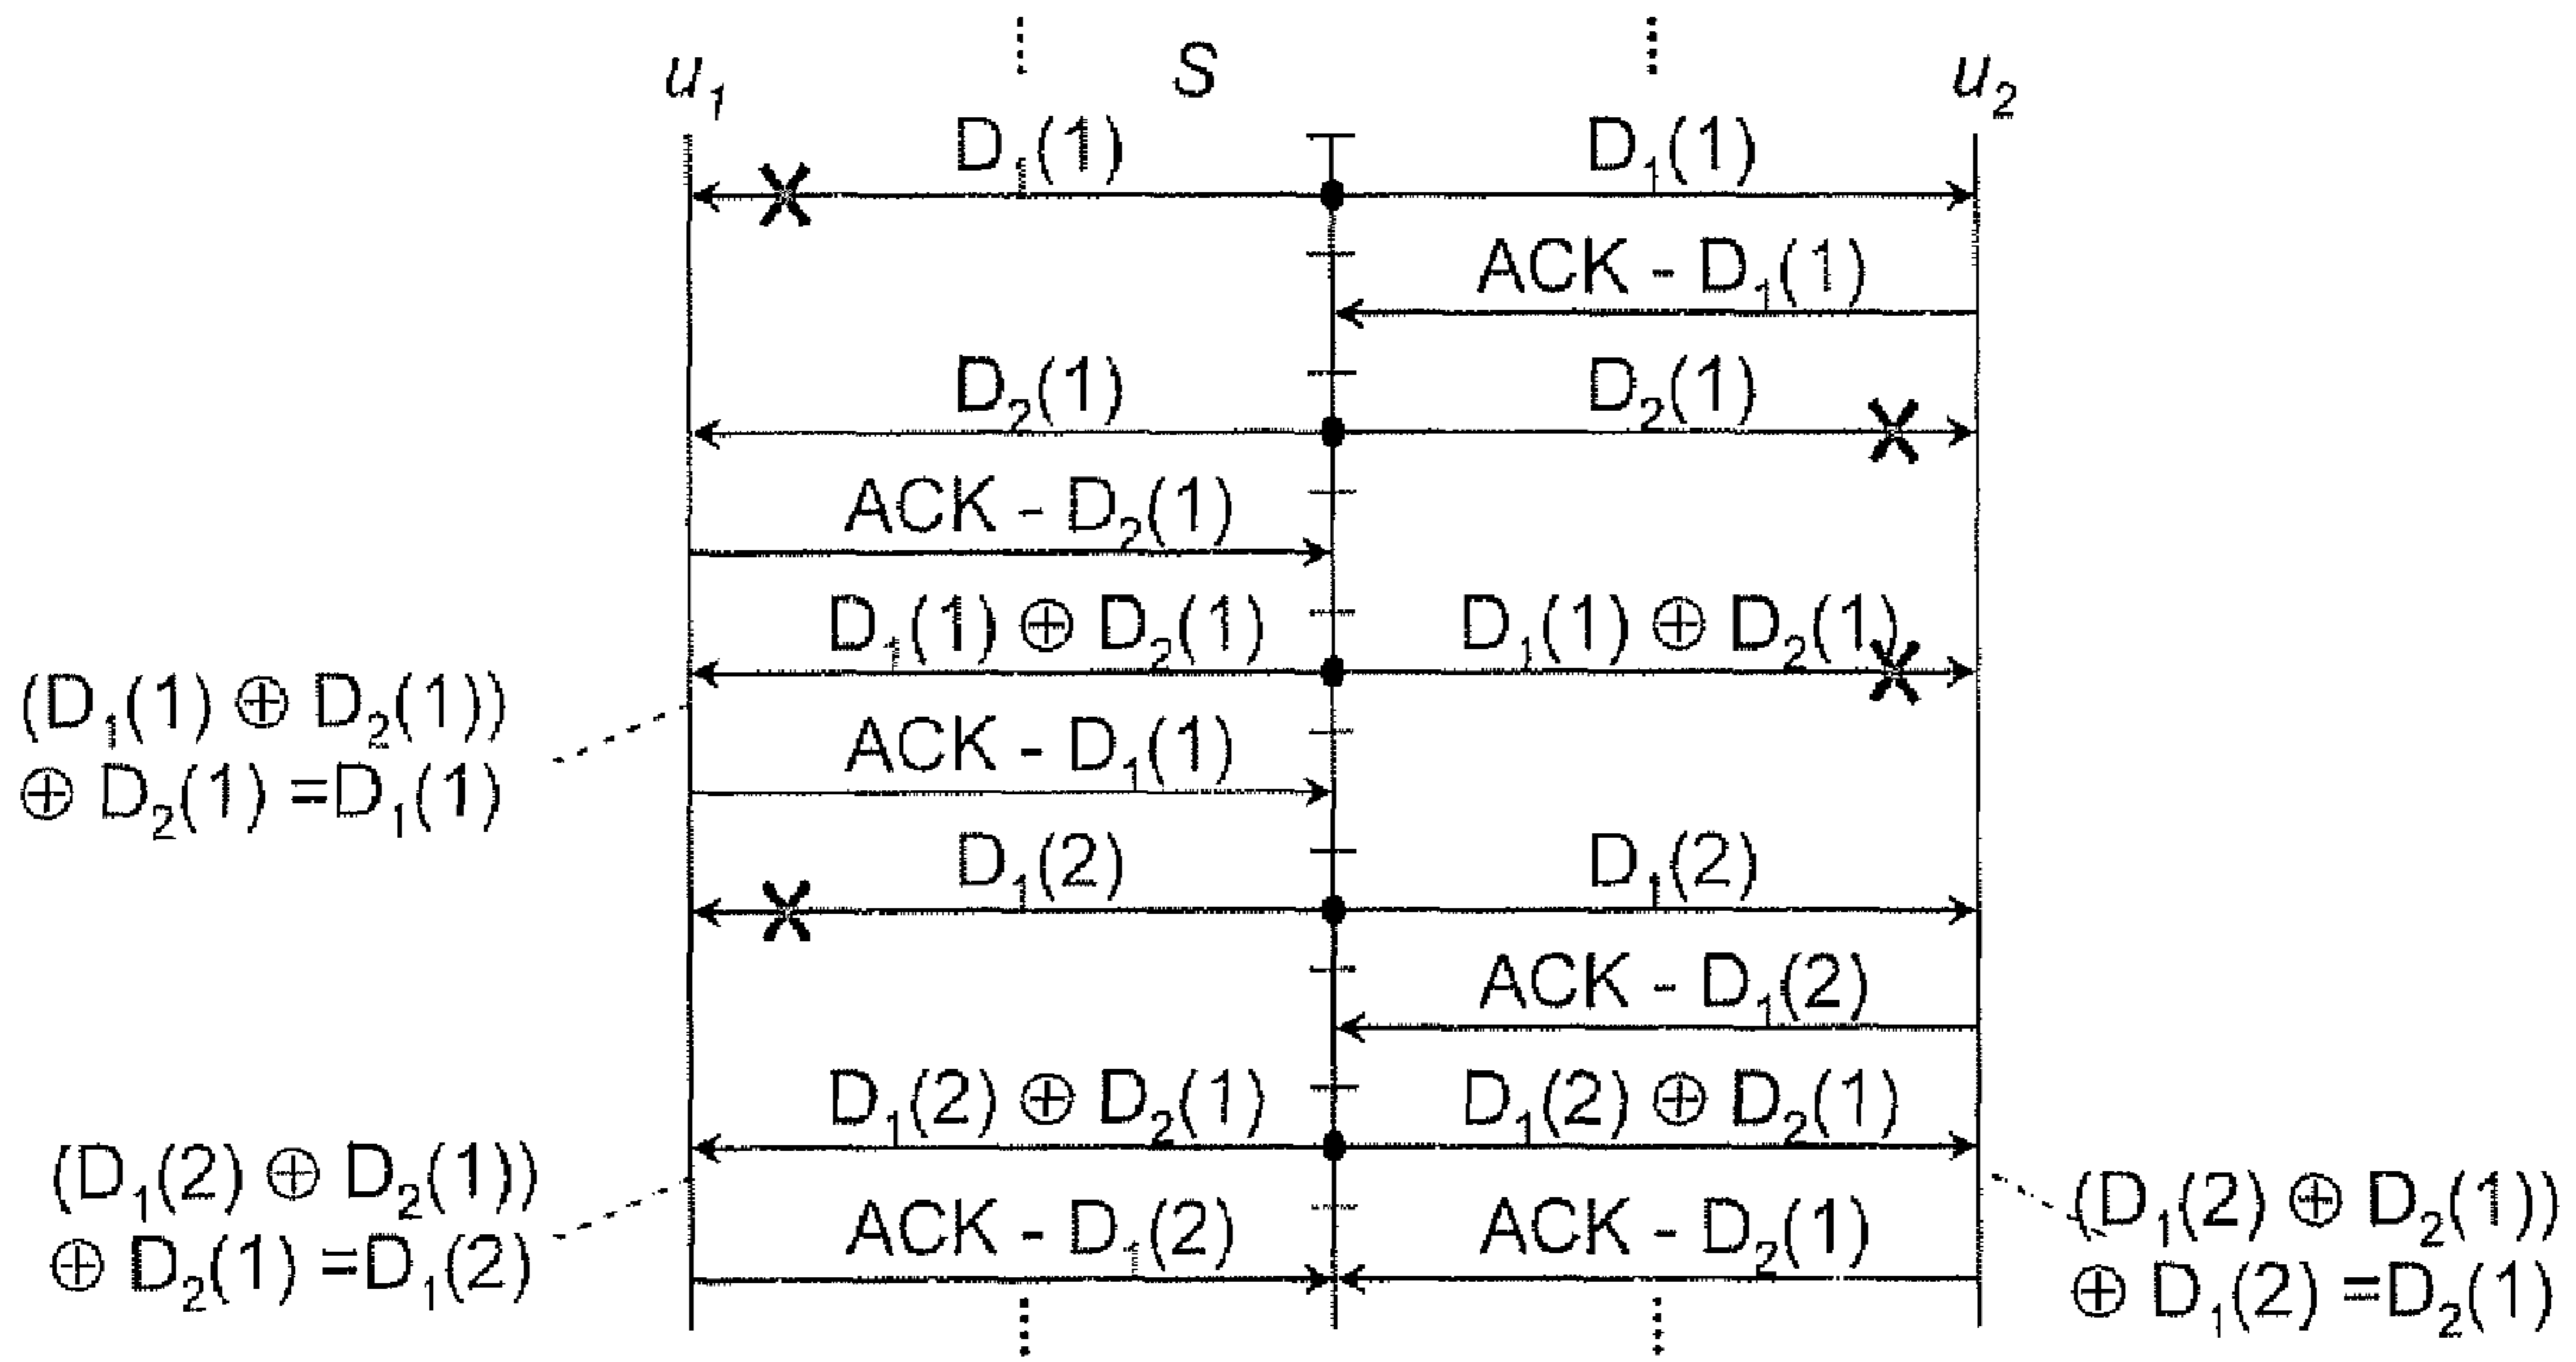 u₁ S u₂
D₁(1) D₁(1)
ACK - D₁(1)
D₂(1) D₂(1)
ACK - D₂(1)
D₁(1) ⊕ D₂(1) D₁(1) ⊕ D₂(1)
(D₁(1) ⊕ D₂(1))
⊕ D₂(1) =D₁(1)
ACK - D₁(1)
D₁(2) D₁(2)
ACK - D₁(2)
D₁(2) ⊕ D₂(1) D₁(2) ⊕ D₂(1)
(D₁(2) ⊕ D₂(1))
⊕ D₂(1) =D₁(2)
ACK - D₁(2) ACK - D₂(1)
(D₁(2) ⊕ D₂(1))
⊕ D₁(2) =D₂(1)